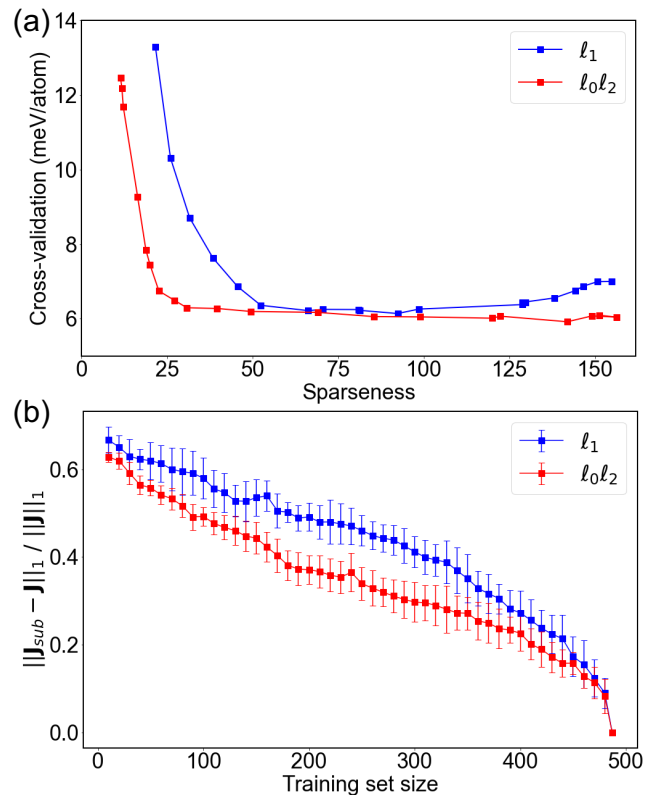 (a)
14
12
10
8
6
Cross-validation (meV/atom)
ℓ₁
ℓ₀ℓ₂
0 25 50 75 100 125 150
Sparseness
(b)
0.6
0.4
0.2
0.0
||J_sub − J||₁ / ||J||₁
ℓ₁
ℓ₀ℓ₂
0 100 200 300 400 500
Training set size